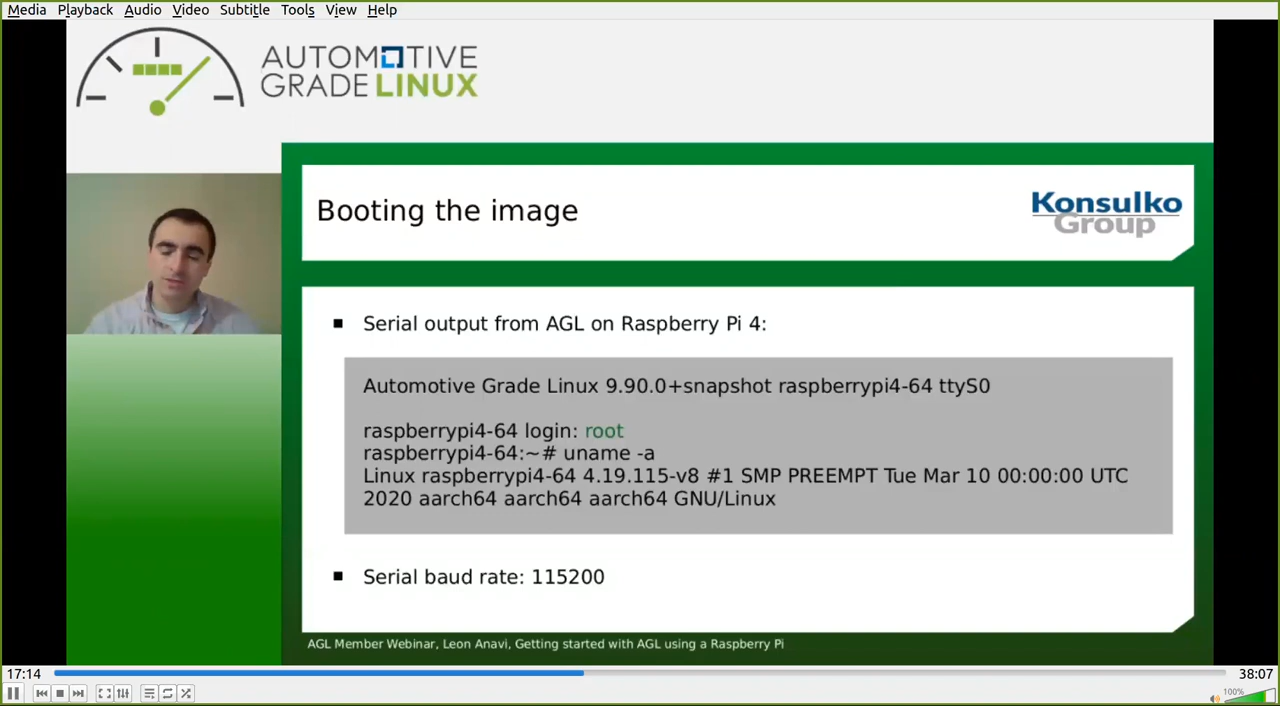 Media Playback Audio Video Subtitle Tools View Help
AUTOMOTIVE
GRADE LINUX
Booting the image
Konsulko
Group
▪ Serial output from AGL on Raspberry Pi 4:
Automotive Grade Linux 9.90.0+snapshot raspberrypi4-64 ttyS0
raspberrypi4-64 login: root
raspberrypi4-64:~# uname -a
Linux raspberrypi4-64 4.19.115-v8 #1 SMP PREEMPT Tue Mar 10 00:00:00 UTC
2020 aarch64 aarch64 aarch64 GNU/Linux
▪ Serial baud rate: 115200
AGL Member Webinar, Leon Anavi, Getting started with AGL using a Raspberry Pi
17:14 38:07
100%